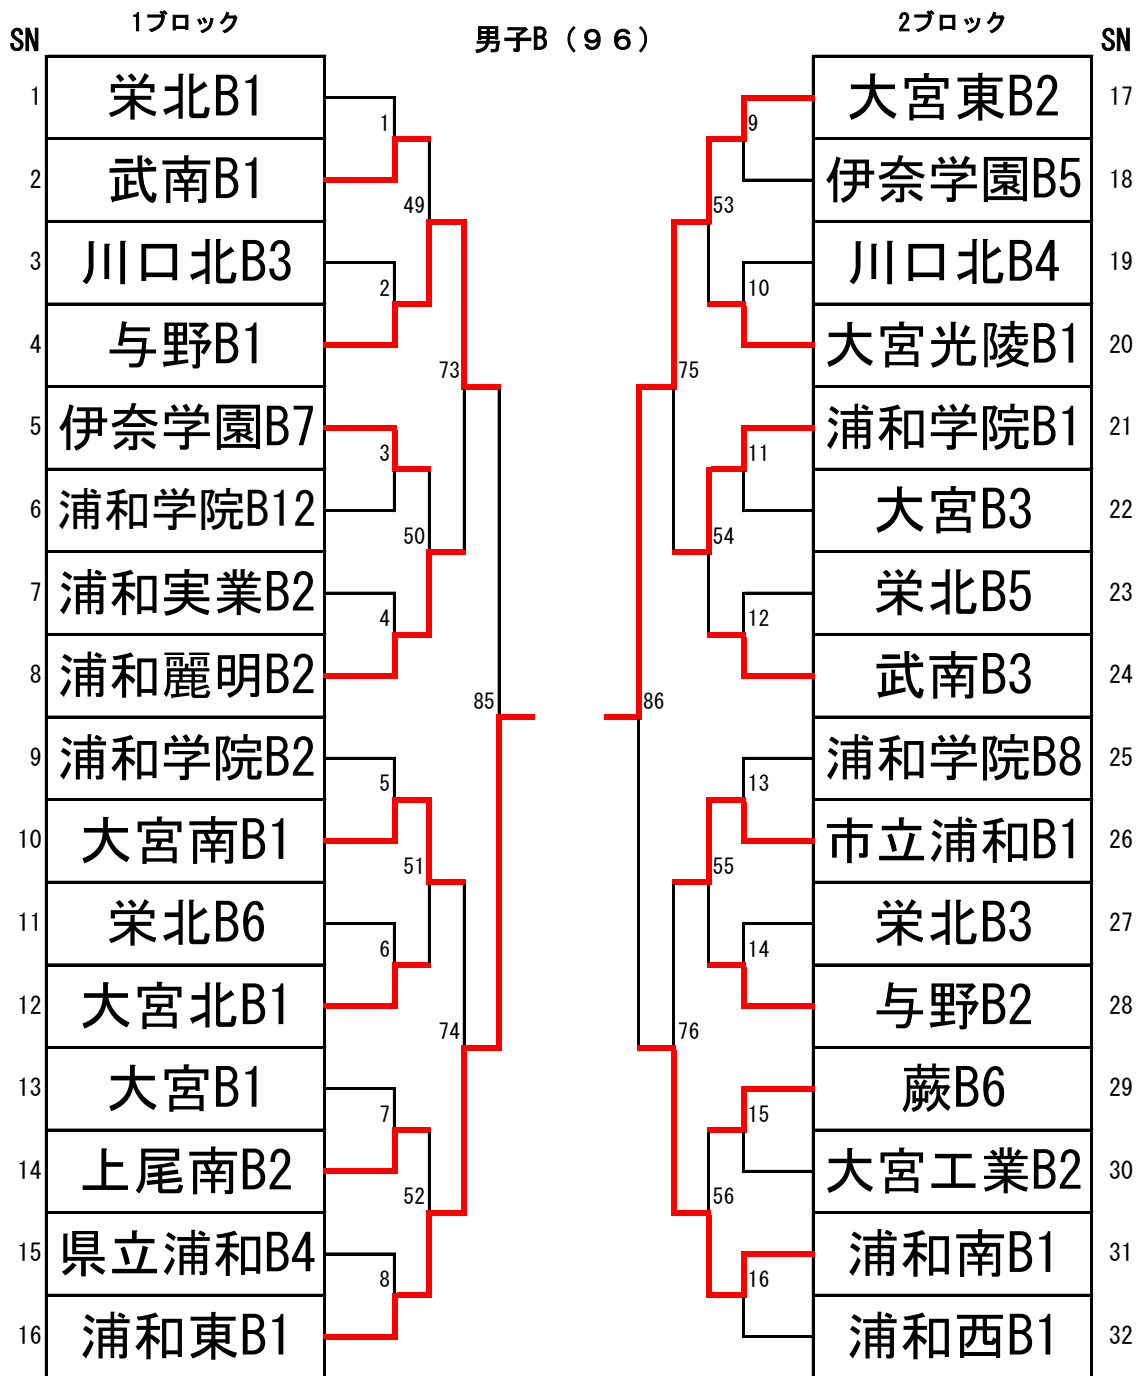 男子B（９６）
1ブロック
SN
1 栄北B1
2 武南B1
3 川口北B3
4 与野B1
5 伊奈学園B7
6 浦和学院B12
7 浦和実業B2
8 浦和麗明B2
9 浦和学院B2
10 大宮南B1
11 栄北B6
12 大宮北B1
13 大宮B1
14 上尾南B2
15 県立浦和B4
16 浦和東B1
1
2
3
4
5
6
7
8
49
50
51
52
73
74
85
2ブロック
SN
大宮東B2 17
伊奈学園B5 18
川口北B4 19
大宮光陵B1 20
浦和学院B1 21
大宮B3 22
栄北B5 23
武南B3 24
浦和学院B8 25
市立浦和B1 26
栄北B3 27
与野B2 28
蕨B6 29
大宮工業B2 30
浦和南B1 31
浦和西B1 32
9
10
11
12
13
14
15
16
53
54
55
56
75
76
86